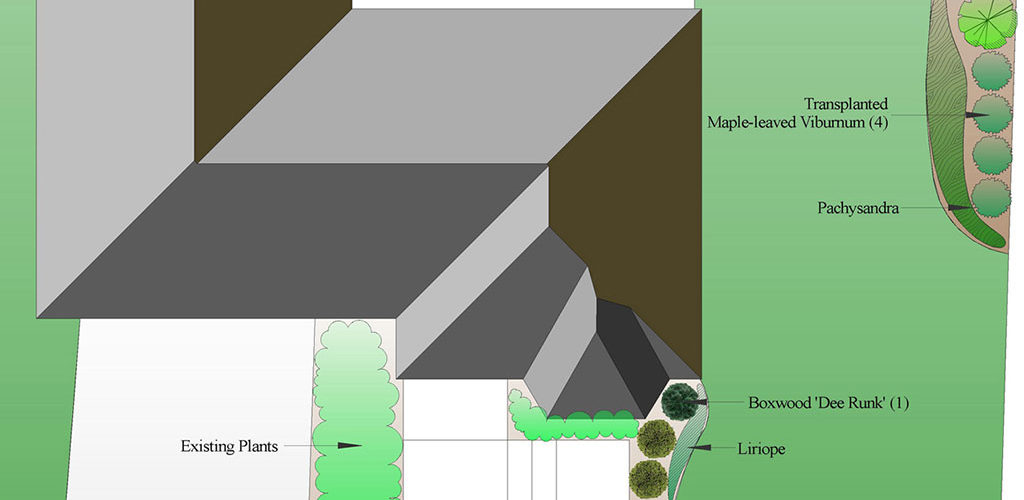 Transplanted
Maple-leaved Viburnum (4)
Pachysandra
Boxwood 'Dee Runk' (1)
Existing Plants
Liriope